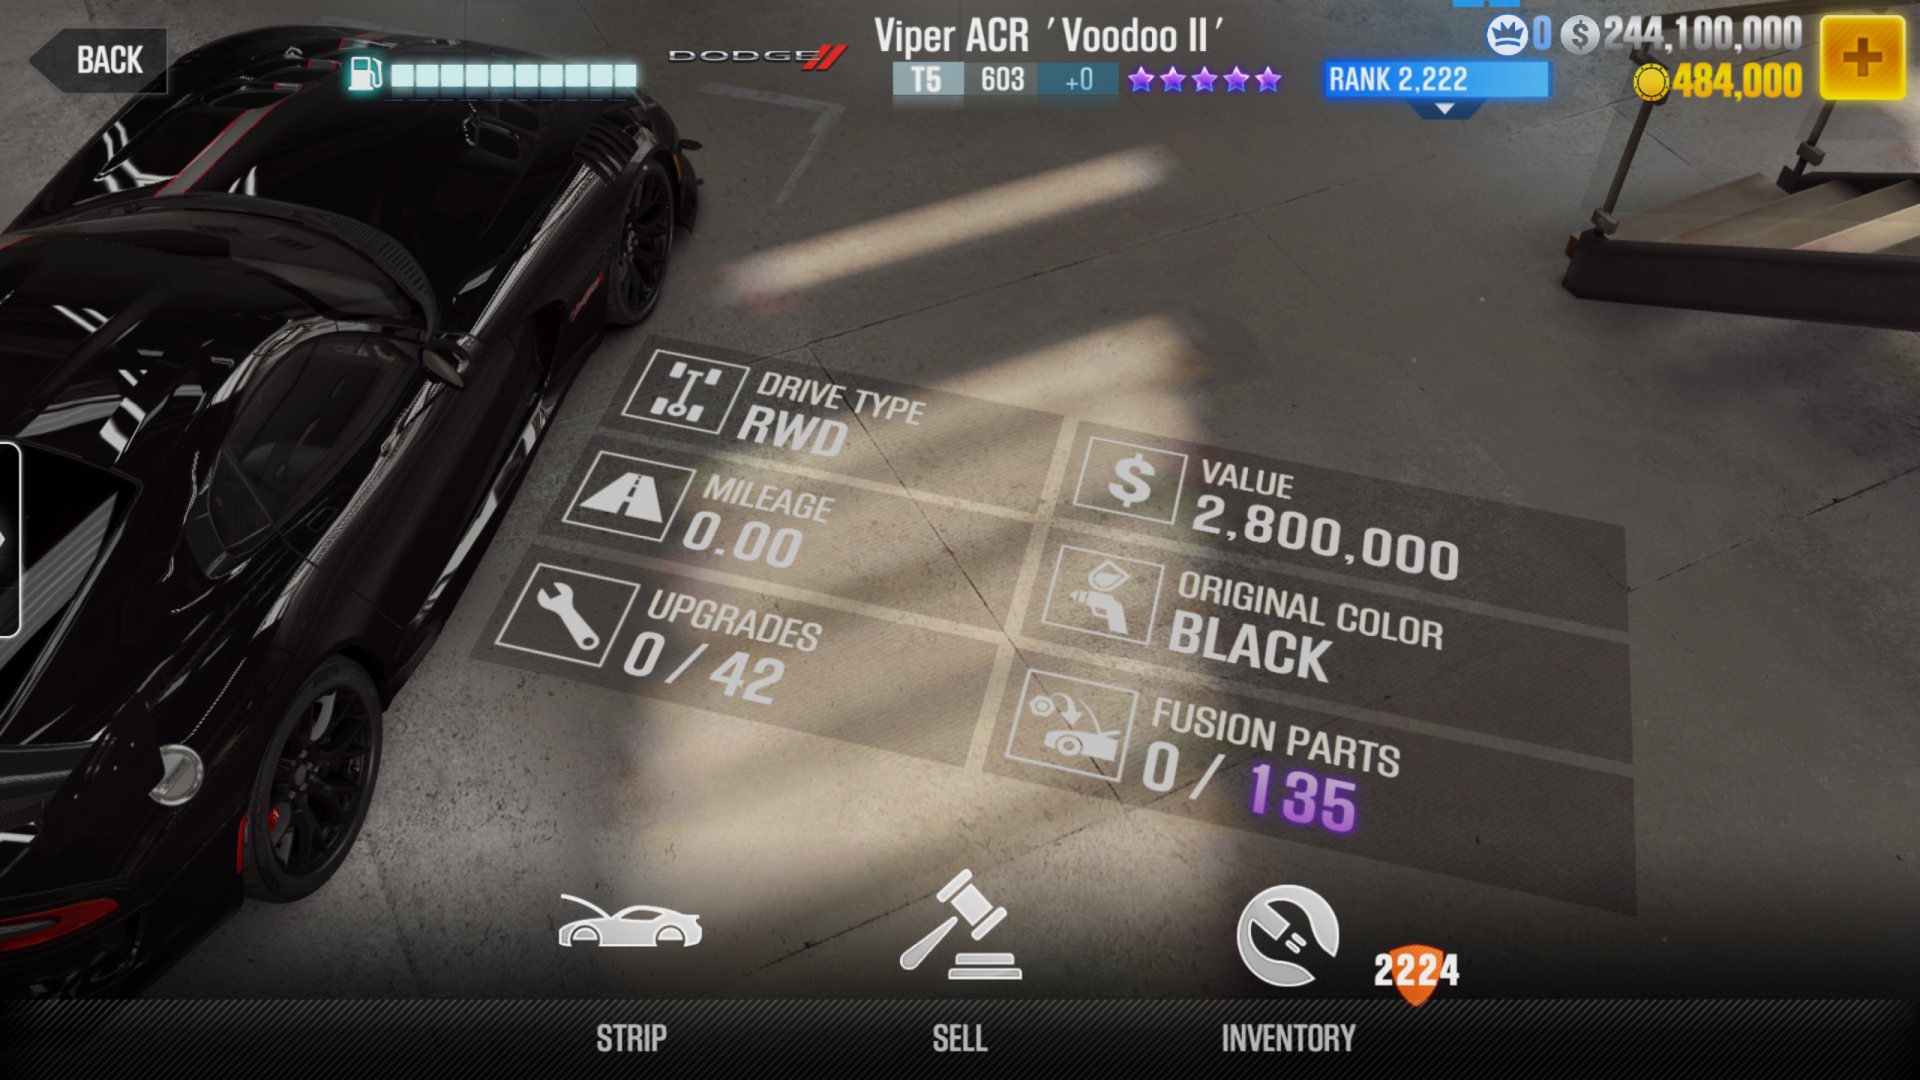 BACK
DODGE
Viper ACR 'Voodoo II'
T5 603 +0
RANK 2,222
0 $ 244,100,000
484,000
+
DRIVE TYPE
RWD
MILEAGE
0.00
UPGRADES
0 / 42
$ VALUE
2,800,000
ORIGINAL COLOR
BLACK
FUSION PARTS
0 / 135
2224
STRIP
SELL
INVENTORY